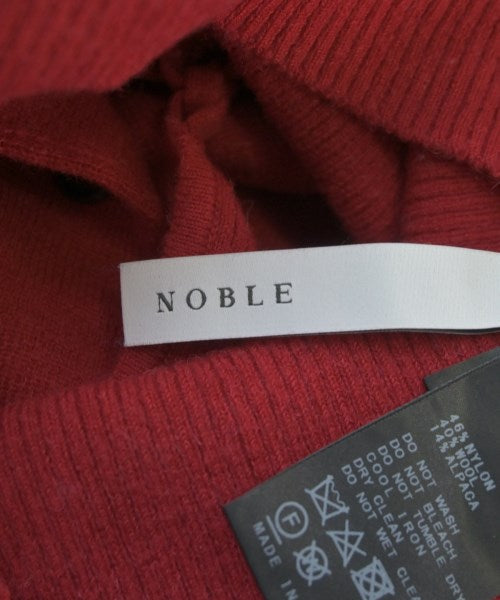 NOBLE
46% NYLON
40% WOOL
14% ALPACA
DO NOT WASH
DO NOT BLEACH
DO NOT TUMBLE DRY
COOL IRON
DRY CLEAN
DO NOT WET CLEAN
F
MADE IN